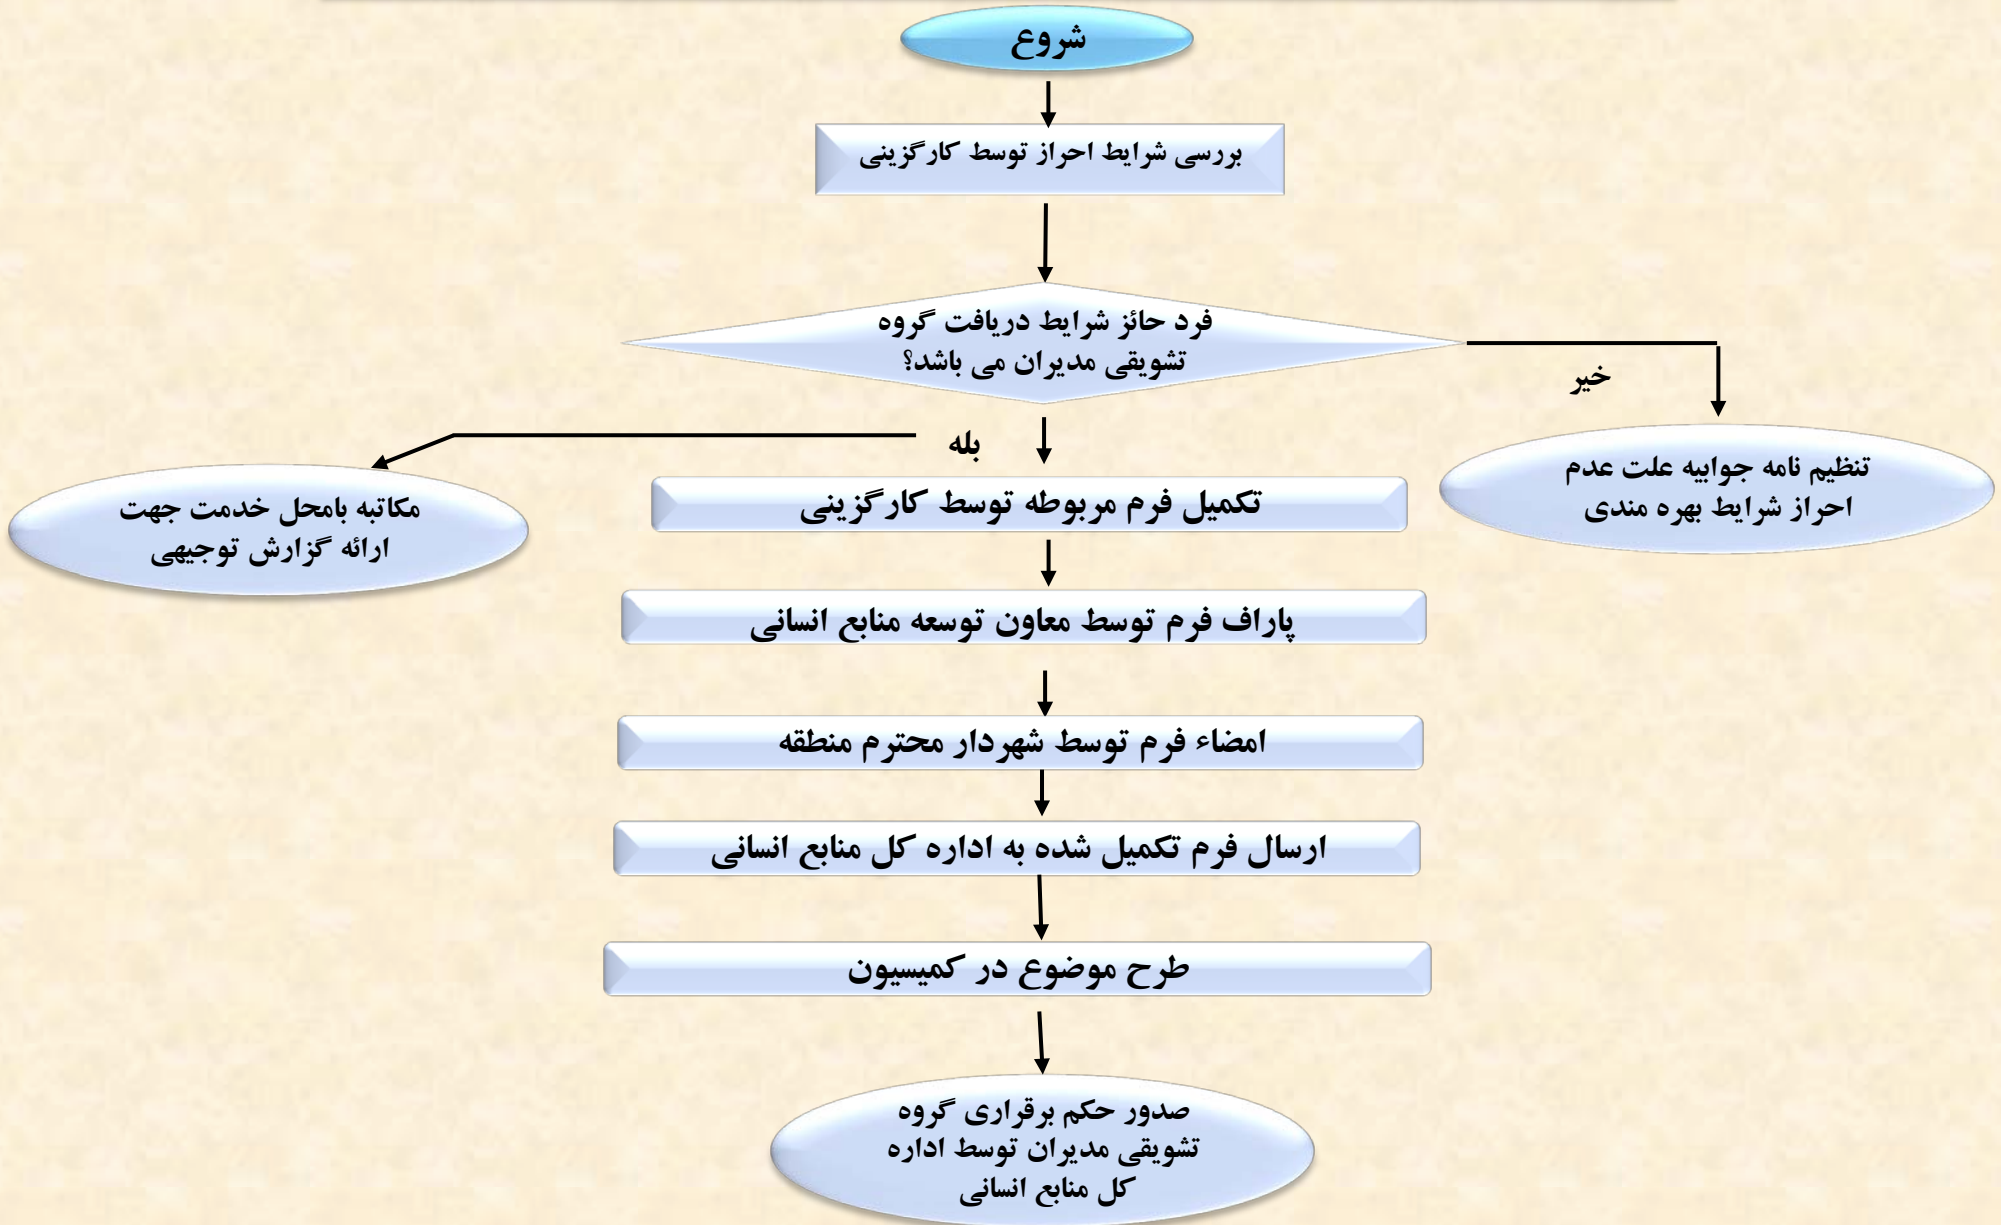 شروع
بررسی شرایط احراز توسط کارگزینی
فرد حائز شرایط دریافت گروه
تشویقی مدیران می باشد؟
خیر
بله
تنظیم نامه جوابیه علت عدم
احراز شرایط بهره مندی
مکاتبه بامحل خدمت جهت
ارائه گزارش توجیهی
تکمیل فرم مربوطه توسط کارگزینی
پاراف فرم توسط معاون توسعه منابع انسانی
امضاء فرم توسط شهردار محترم منطقه
ارسال فرم تکمیل شده به اداره کل منابع انسانی
طرح موضوع در کمیسیون
صدور حکم برقراری گروه
تشویقی مدیران توسط اداره
کل منابع انسانی